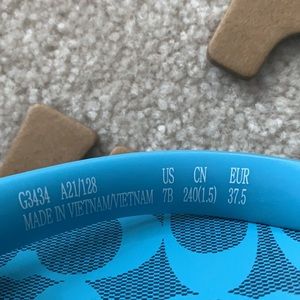 G3434 A21/128 US CN EUR
MADE IN VIETNAM/VIETNAM 7B 240(1.5) 37.5